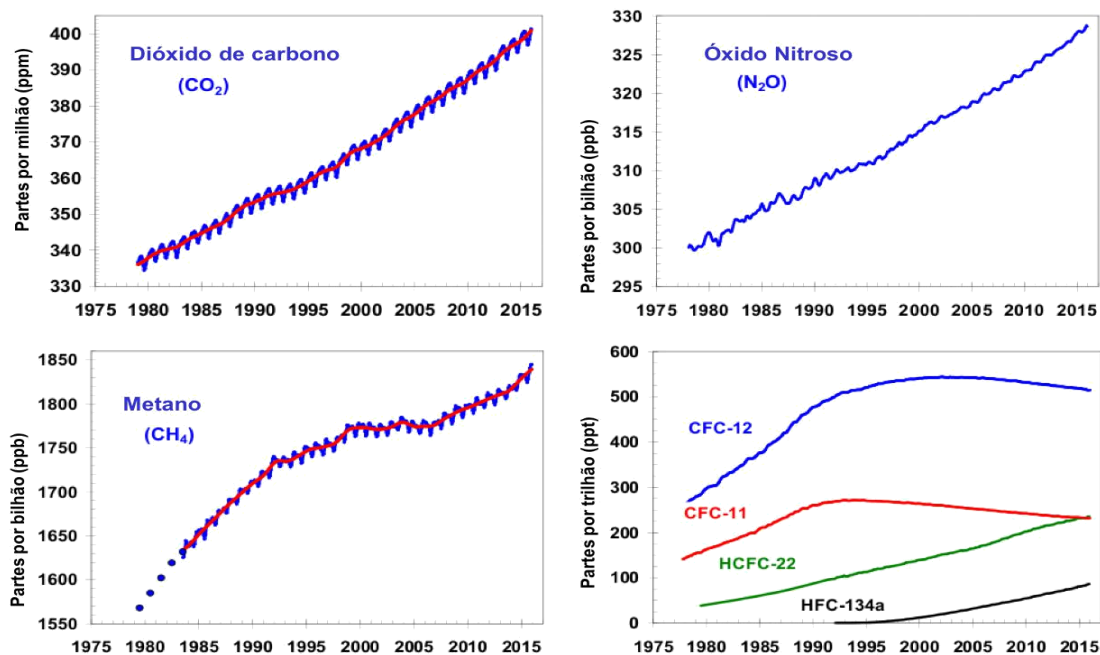 Partes por milhão (ppm)
400
390
380
370
360
350
340
330
Dióxido de carbono
(CO₂)
1975 1980 1985 1990 1995 2000 2005 2010 2015
Partes por bilhão (ppb)
330
325
320
315
310
305
300
295
Óxido Nitroso
(N₂O)
1975 1980 1985 1990 1995 2000 2005 2010 2015
Partes por bilhão (ppb)
1850
1800
1750
1700
1650
1600
1550
Metano
(CH₄)
1975 1980 1985 1990 1995 2000 2005 2010 2015
Partes por trilhão (ppt)
600
500
400
300
200
100
0
CFC-12
CFC-11
HCFC-22
HFC-134a
1975 1980 1985 1990 1995 2000 2005 2010 2015